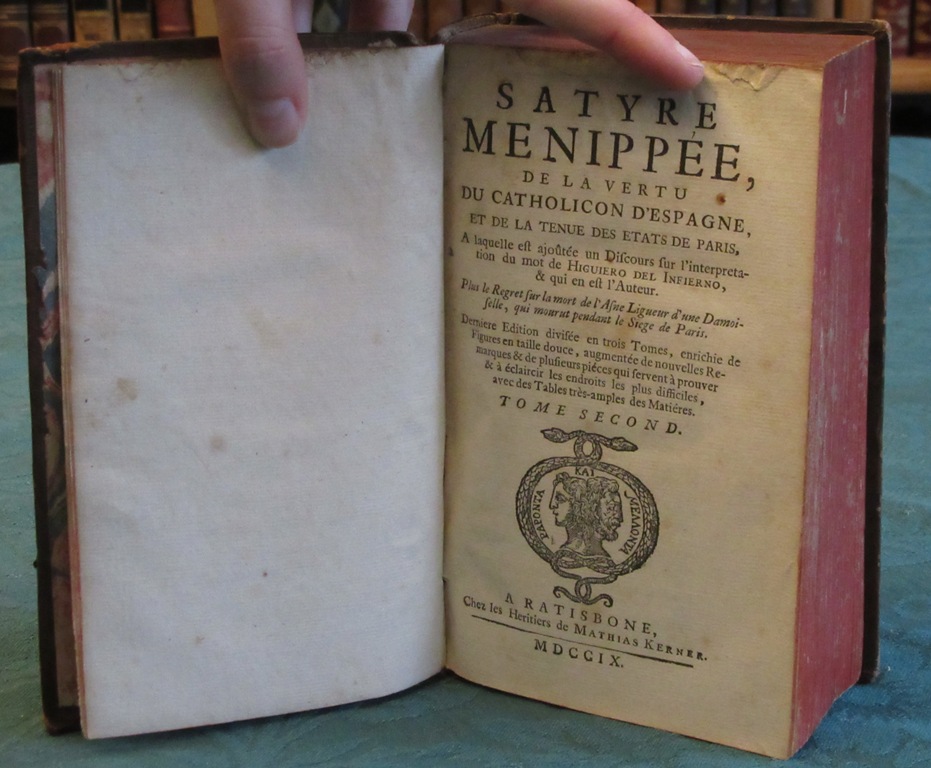 SATYRE
MENIPPÉE,
DE LA VERTU
DU CATHOLICON D'ESPAGNE,
ET DE LA TENUE DES ETATS DE PARIS,
A laquelle eſt ajoûtée un Diſcours ſur l'interpreta-
tion du mot de HIGUIERO DEL INFIERNO,
& qui en eſt l'Auteur.
Plus le Regret ſur la mort de l'Aſne Ligueur d'une Damoi-
ſelle, qui mourut pendant le Siege de Paris.
Derniere Edition diviſée en trois Tomes, enrichie de
Figures en taille douce, augmentée de nouvelles Re-
marques & de pluſieurs piéces qui ſervent à prouver
& à éclaircir les endroits les plus difficiles,
avec des Tables très-amples des Matiéres.
TOME SECOND.
ΠΑΡΟΝΤΑ ΚΑΙ ΜΕΛΛΟΝΤΑ
A RATISBONE,
Chez les Heritiers de MATHIAS KERNER.
MDCCIX.